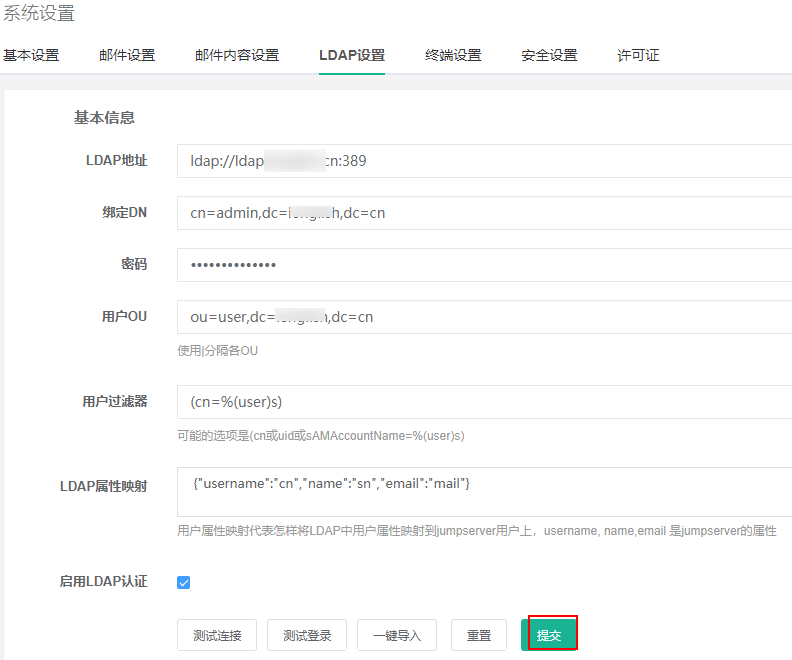 系统设置
基本设置 邮件设置 邮件内容设置 LDAP设置 终端设置 安全设置 许可证
基本信息
LDAP地址 ldap://ldap cn:389
绑定DN cn=admin,dc= ,dc=cn
密码 ••••••••••••••
用户OU ou=user,dc= ,dc=cn
使用|分隔各OU
用户过滤器 (cn=%(user)s)
可能的选项是(cn或uid或sAMAccountName=%(user)s)
LDAP属性映射 {"username":"cn","name":"sn","email":"mail"}
用户属性映射代表怎样将LDAP中用户属性映射到jumpserver用户上，username, name,email 是jumpserver的属性
启用LDAP认证
测试连接 测试登录 一键导入 重置 提交